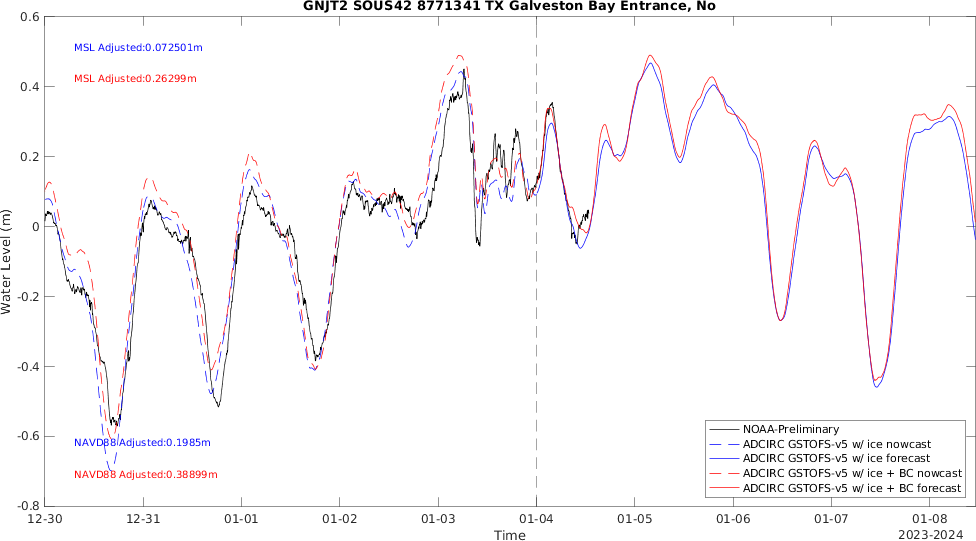 GNJT2 SOUS42 8771341 TX Galveston Bay Entrance, No
0.6
0.4
0.2
0
-0.2
-0.4
-0.6
-0.8
Water Level (m)
MSL Adjusted:0.072501m
MSL Adjusted:0.26299m
NAVD88 Adjusted:0.1985m
NAVD88 Adjusted:0.38899m
NOAA-Preliminary
ADCIRC GSTOFS-v5 w/ ice nowcast
ADCIRC GSTOFS-v5 w/ ice forecast
ADCIRC GSTOFS-v5 w/ ice + BC nowcast
ADCIRC GSTOFS-v5 w/ ice + BC forecast
12-30 12-31 01-01 01-02 01-03 01-04 01-05 01-06 01-07 01-08
Time
2023-2024